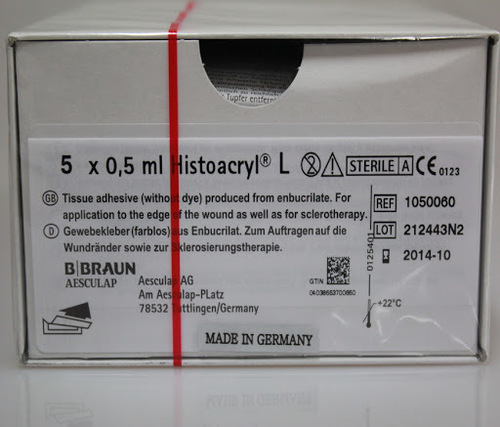 Tupfer entfern
5 x 0,5 ml Histoacryl® L
STERILE A
CE 0123
GB Tissue adhesive (without dye) produced from enbucrilate. For
application to the edge of the wound as well as for sclerotherapy.
D Gewebekleber(farblos)aus Enbucrilat. Zum Auftragen auf die
Wundränder sowie zur Sklerosierungstherapie.
REF 1050060
LOT 212443N2
2014-10
0125401
B|BRAUN
AESCULAP
Aesculap AG
Am Aesculap-Platz
78532 Tuttlingen/Germany
GTIN
+22°C
MADE IN GERMANY